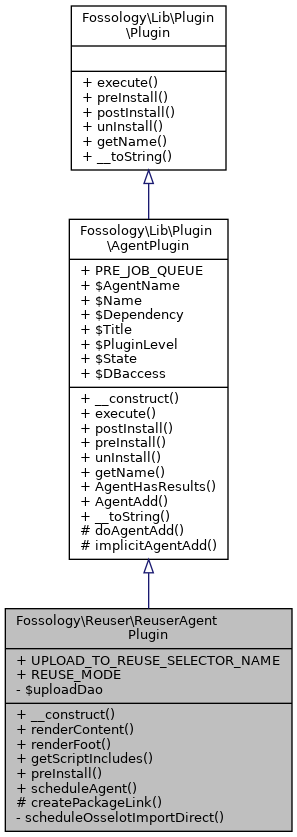 Fossology\Lib\Plugin
\Plugin
+ execute()
+ preInstall()
+ postInstall()
+ unInstall()
+ getName()
+ __toString()
Fossology\Lib\Plugin
\AgentPlugin
+ PRE_JOB_QUEUE
+ $AgentName
+ $Name
+ $Dependency
+ $Title
+ $PluginLevel
+ $State
+ $DBaccess
+ __construct()
+ execute()
+ postInstall()
+ preInstall()
+ unInstall()
+ getName()
+ AgentHasResults()
+ AgentAdd()
+ __toString()
# doAgentAdd()
# implicitAgentAdd()
Fossology\Reuser\ReuserAgent
Plugin
+ UPLOAD_TO_REUSE_SELECTOR_NAME
+ REUSE_MODE
- $uploadDao
+ __construct()
+ renderContent()
+ renderFoot()
+ getScriptIncludes()
+ preInstall()
+ scheduleAgent()
# createPackageLink()
- scheduleOsselotImportDirect()